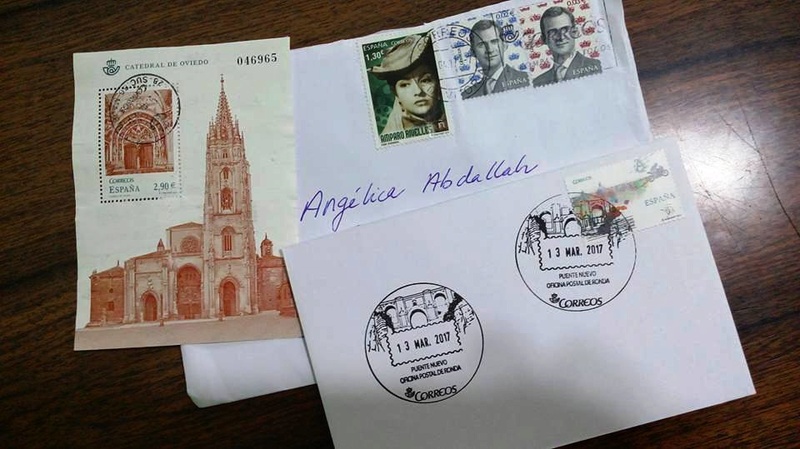 CATEDRAL DE OVIEDO
046965
CORREOS
ESPAÑA 2,90 €
ESPAÑA
1,30€
AMPARO RIVELLES
ESPAÑA
ESPAÑA
Angélica Abdallah
ESPAÑA
13 MAR. 2017
PUENTE NUEVO
OFICINA POSTAL DE RONDA
CORREOS
13 MAR. 2017
PUENTE NUEVO
OFICINA POSTAL DE RONDA
CORREOS